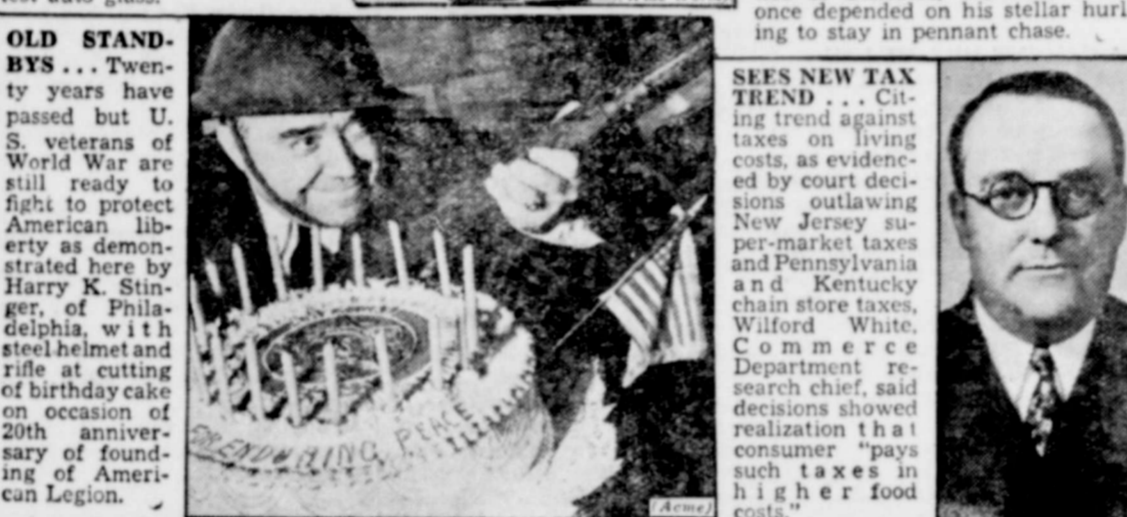 once depended on his stellar hurl
ing to stay in pennant chase.
OLD STAND-
BYS ... Twen-
ty years have
passed but U.
S. veterans of
World War are
still ready to
fight to protect
American lib-
erty as demon-
strated here by
Harry K. Stin-
ger, of Phila-
delphia, with
steel helmet and
rifle at cutting
of birthday cake
on occasion of
20th anniver-
sary of found-
ing of Ameri-
can Legion.
FOR ENDURING PEACE
(Acme)
SEES NEW TAX
TREND ... Cit-
ing trend against
taxes on living
costs, as evidenc-
ed by court deci-
sions outlawing
New Jersey su-
per-market taxes
and Pennsylvania
and Kentucky
chain store taxes,
Wilford White,
Commerce
Department re-
search chief, said
decisions showed
realization that
consumer "pays
such taxes in
higher food
costs."